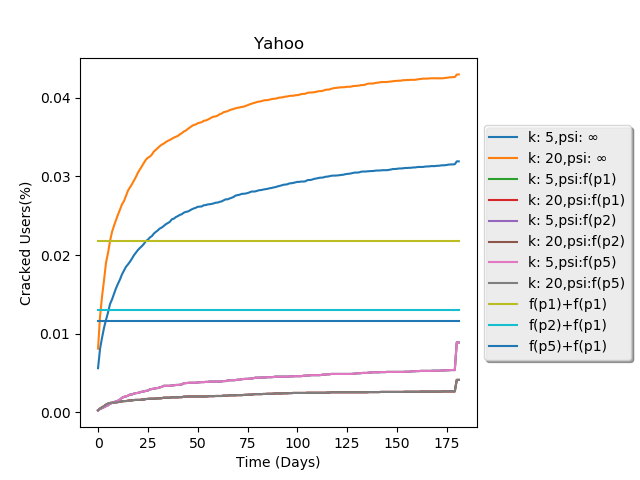 Yahoo
Cracked Users(%)
0.04
0.03
0.02
0.01
0.00
0 25 50 75 100 125 150 175
Time (Days)
k: 5,psi: ∞
k: 20,psi: ∞
k: 5,psi:f(p1)
k: 20,psi:f(p1)
k: 5,psi:f(p2)
k: 20,psi:f(p2)
k: 5,psi:f(p5)
k: 20,psi:f(p5)
f(p1)+f(p1)
f(p2)+f(p1)
f(p5)+f(p1)